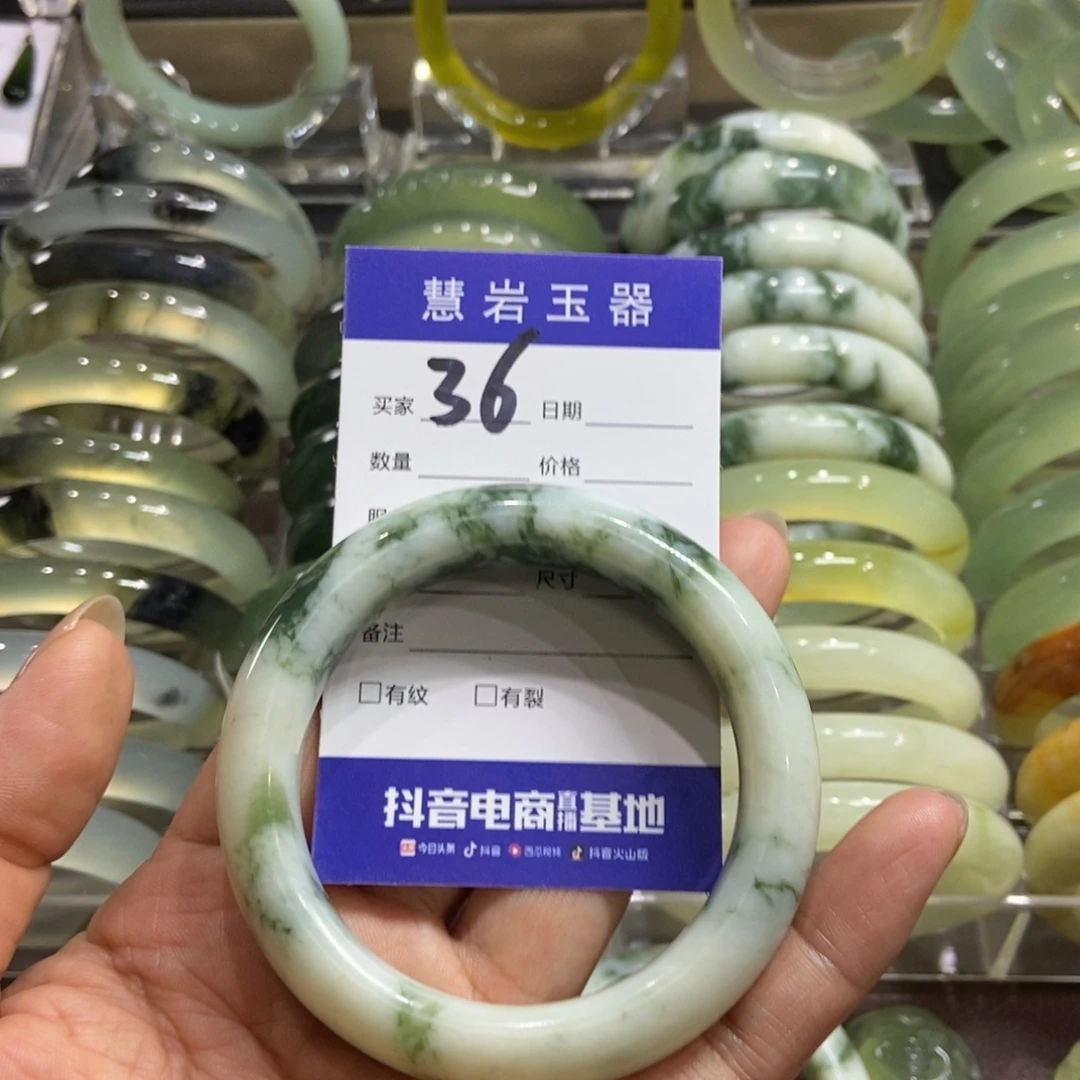 慧岩玉器
买家 36 日期
数量 价格
尺寸
备注
□有纹 □有裂
抖音电商直播基地
今日头条 抖音 西瓜视频 抖音火山版